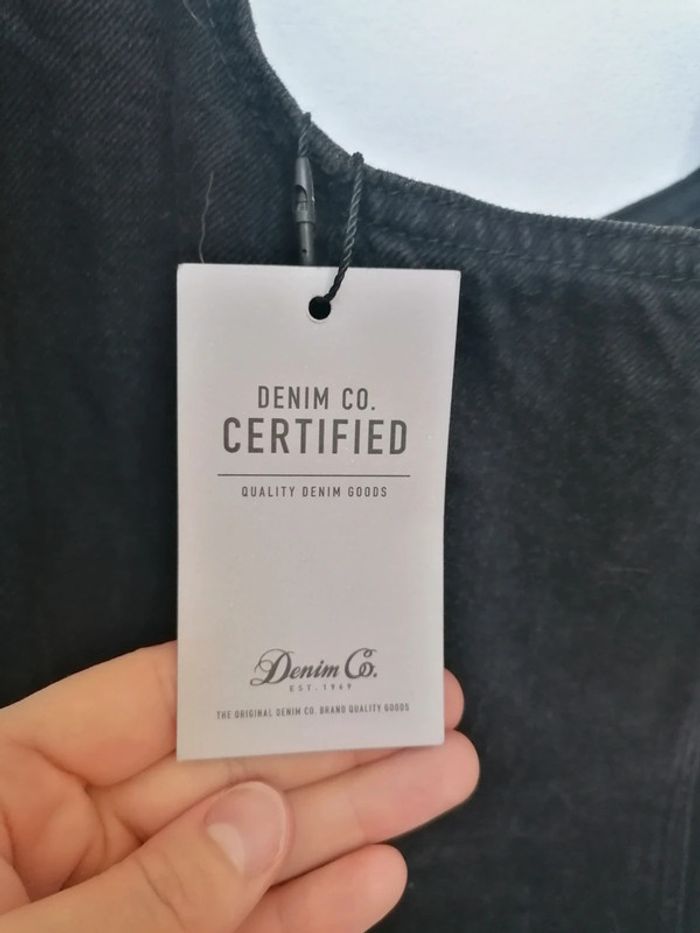 DENIM CO.
CERTIFIED
QUALITY DENIM GOODS
Denim Co.
EST. 1969
THE ORIGINAL DENIM CO. BRAND QUALITY GOODS